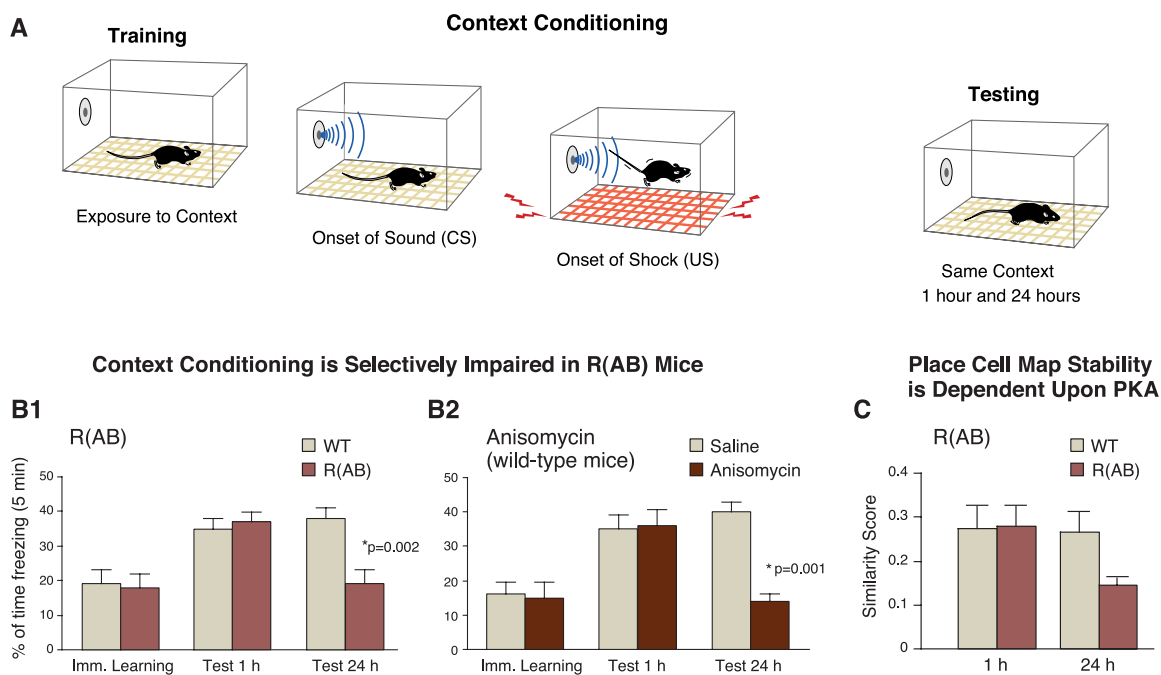 A
Training
Context Conditioning
Testing
Exposure to Context
Onset of Sound (CS)
Onset of Shock (US)
Same Context
1 hour and 24 hours
Context Conditioning is Selectively Impaired in R(AB) Mice
Place Cell Map Stability
is Dependent Upon PKA
B1
R(AB)
WT
R(AB)
% of time freezing (5 min)
50
40
30
20
10
0
*p=0.002
Imm. Learning
Test 1 h
Test 24 h
B2
Anisomycin
(wild-type mice)
Saline
Anisomycin
50
40
30
20
10
0
*p=0.001
Imm. Learning
Test 1 h
Test 24 h
C
R(AB)
WT
R(AB)
Similarity Score
0.4
0.3
0.2
0.1
0
1 h
24 h